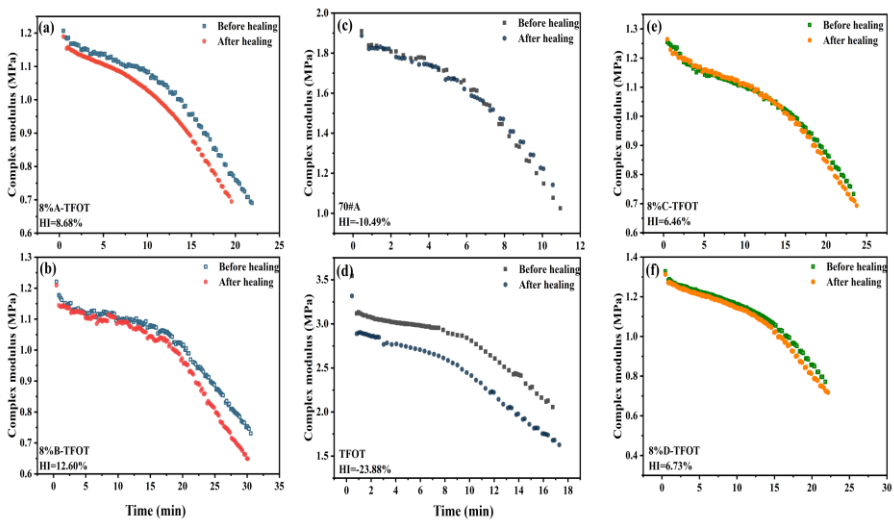 (a)
Before healing
After healing
1.2
1.1
1.0
0.9
0.8
0.7
0.6
8%A-TFOT
HI=8.68%
0 5 10 15 20 25
Complex modulus (MPa)
(c)
Before healing
After healing
2.0
1.8
1.6
1.4
1.2
1.0
70#A
HI=-10.49%
0 2 4 6 8 10 12
Complex modulus (MPa)
(e)
Before healing
After healing
1.4
1.3
1.2
1.1
1.0
0.9
0.8
0.7
0.6
8%C-TFOT
HI=6.46%
0 5 10 15 20 25
Complex modulus (MPa)
(b)
Before healing
After healing
1.3
1.2
1.1
1.0
0.9
0.8
0.7
0.6
8%B-TFOT
HI=12.60%
0 5 10 15 20 25 30 35
Complex modulus (MPa)
Time (min)
(d)
Before healing
After healing
3.5
3.0
2.5
2.0
1.5
TFOT
HI=-23.88%
0 2 4 6 8 10 12 14 16 18
Complex modulus (MPa)
Time (min)
(f)
Before healing
After healing
1.4
1.2
1.0
0.8
0.6
0.4
8%D-TFOT
HI=6.73%
0 5 10 15 20 25 30
Complex modulus (MPa)
Time (min)